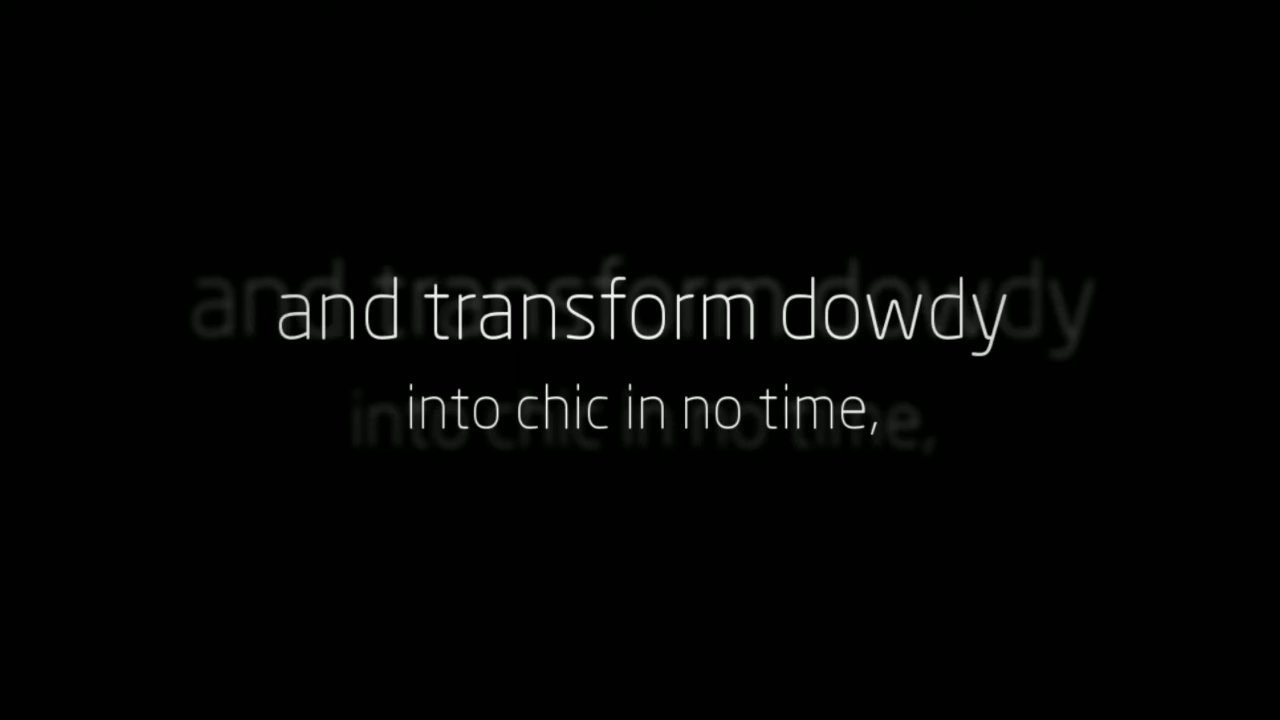 and transform dowdy
into chic in no time,